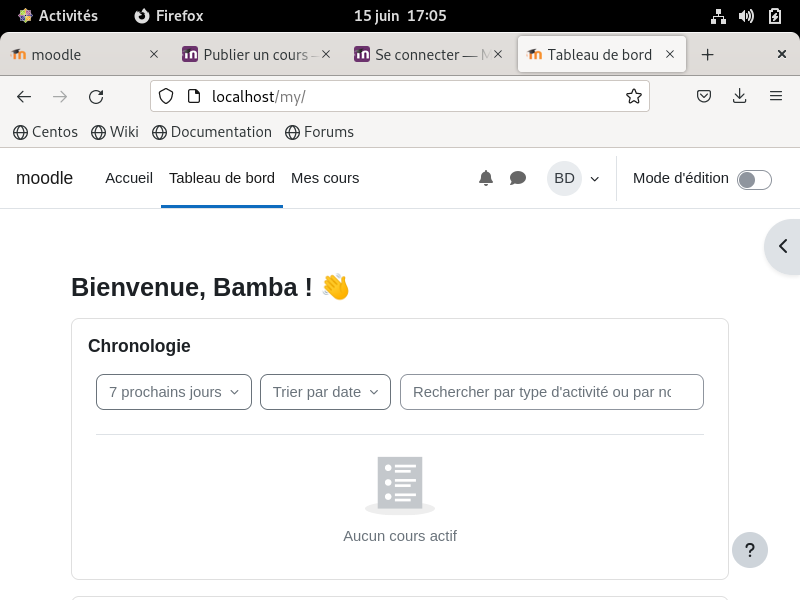 Activités Firefox 15 juin 17:05
moodle Publier un cours – Se connecter — M Tableau de bord
localhost/my/
Centos Wiki Documentation Forums
moodle Accueil Tableau de bord Mes cours BD Mode d'édition
Bienvenue, Bamba ! 👋
Chronologie
7 prochains jours Trier par date Rechercher par type d'activité ou par no
Aucun cours actif
?